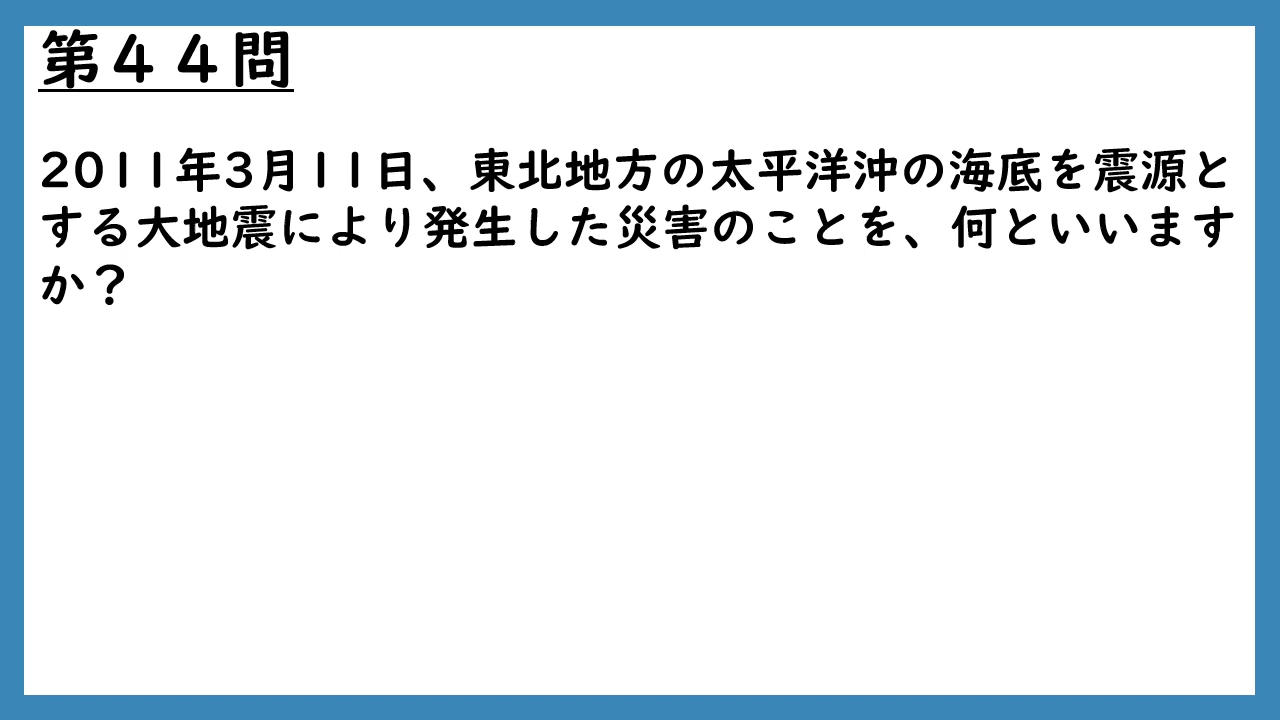 第４４問
2011年3月11日、東北地方の太平洋沖の海底を震源と
する大地震により発生した災害のことを、何といいます
か？